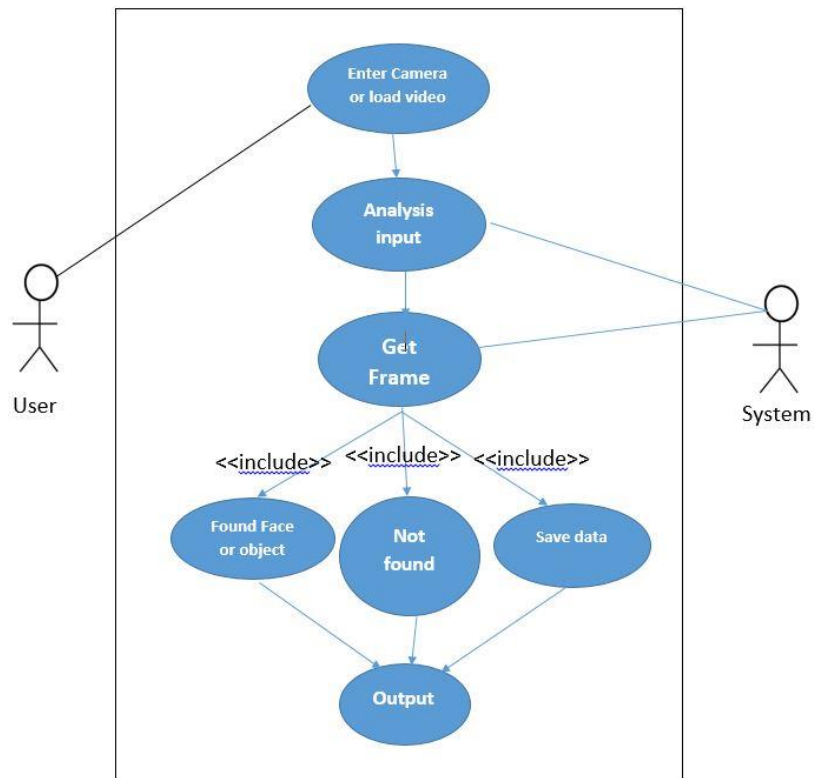 Enter Camera
or load video
Analysis
input
Get
Frame
User
System
<<include>>
<<include>>
<<include>>
Found Face
or object
Not
found
Save data
Output